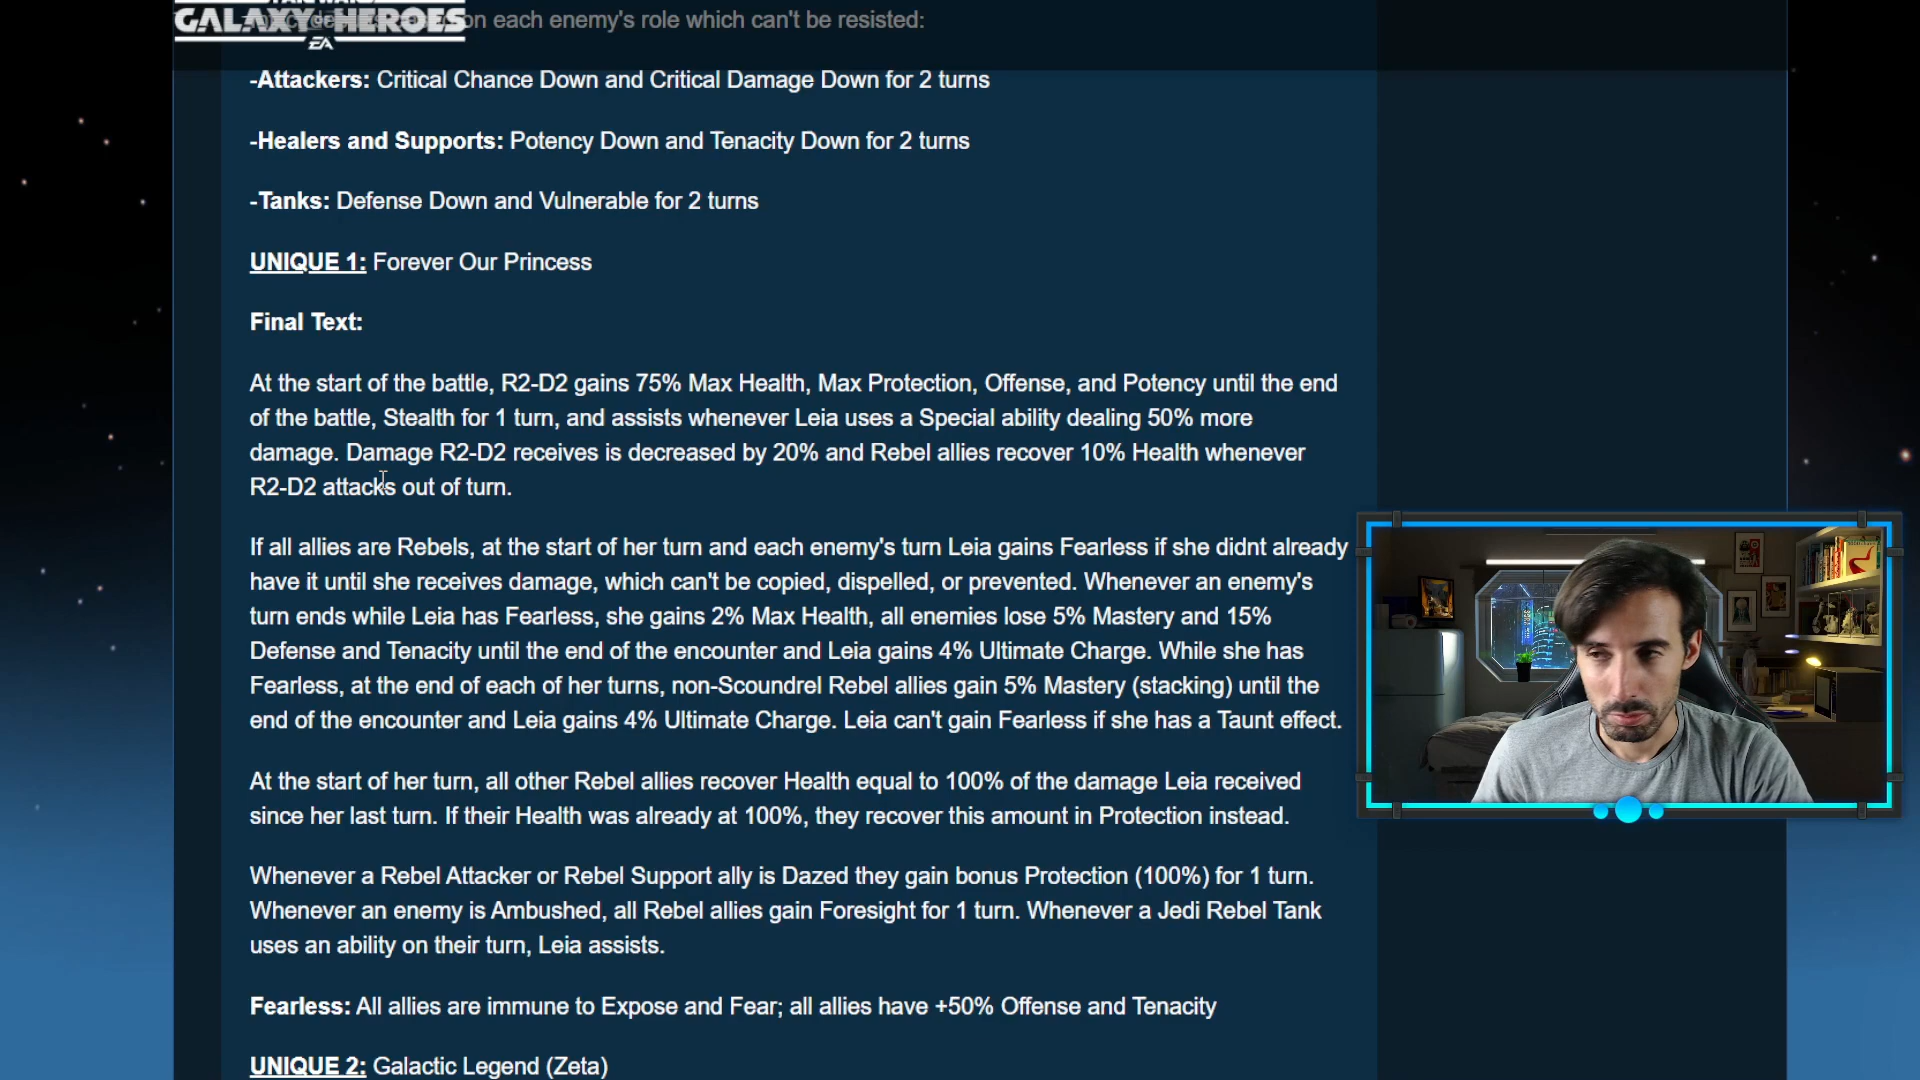 GALAXY OF HEROES
EA
on each enemy's role which can't be resisted:
-Attackers: Critical Chance Down and Critical Damage Down for 2 turns
-Healers and Supports: Potency Down and Tenacity Down for 2 turns
-Tanks: Defense Down and Vulnerable for 2 turns
UNIQUE 1: Forever Our Princess
Final Text:
At the start of the battle, R2-D2 gains 75% Max Health, Max Protection, Offense, and Potency until the end
of the battle, Stealth for 1 turn, and assists whenever Leia uses a Special ability dealing 50% more
damage. Damage R2-D2 receives is decreased by 20% and Rebel allies recover 10% Health whenever
R2-D2 attacks out of turn.
If all allies are Rebels, at the start of her turn and each enemy's turn Leia gains Fearless if she didnt already
have it until she receives damage, which can't be copied, dispelled, or prevented. Whenever an enemy's
turn ends while Leia has Fearless, she gains 2% Max Health, all enemies lose 5% Mastery and 15%
Defense and Tenacity until the end of the encounter and Leia gains 4% Ultimate Charge. While she has
Fearless, at the end of each of her turns, non-Scoundrel Rebel allies gain 5% Mastery (stacking) until the
end of the encounter and Leia gains 4% Ultimate Charge. Leia can't gain Fearless if she has a Taunt effect.
At the start of her turn, all other Rebel allies recover Health equal to 100% of the damage Leia received
since her last turn. If their Health was already at 100%, they recover this amount in Protection instead.
Whenever a Rebel Attacker or Rebel Support ally is Dazed they gain bonus Protection (100%) for 1 turn.
Whenever an enemy is Ambushed, all Rebel allies gain Foresight for 1 turn. Whenever a Jedi Rebel Tank
uses an ability on their turn, Leia assists.
Fearless: All allies are immune to Expose and Fear; all allies have +50% Offense and Tenacity
UNIQUE 2: Galactic Legend (Zeta)